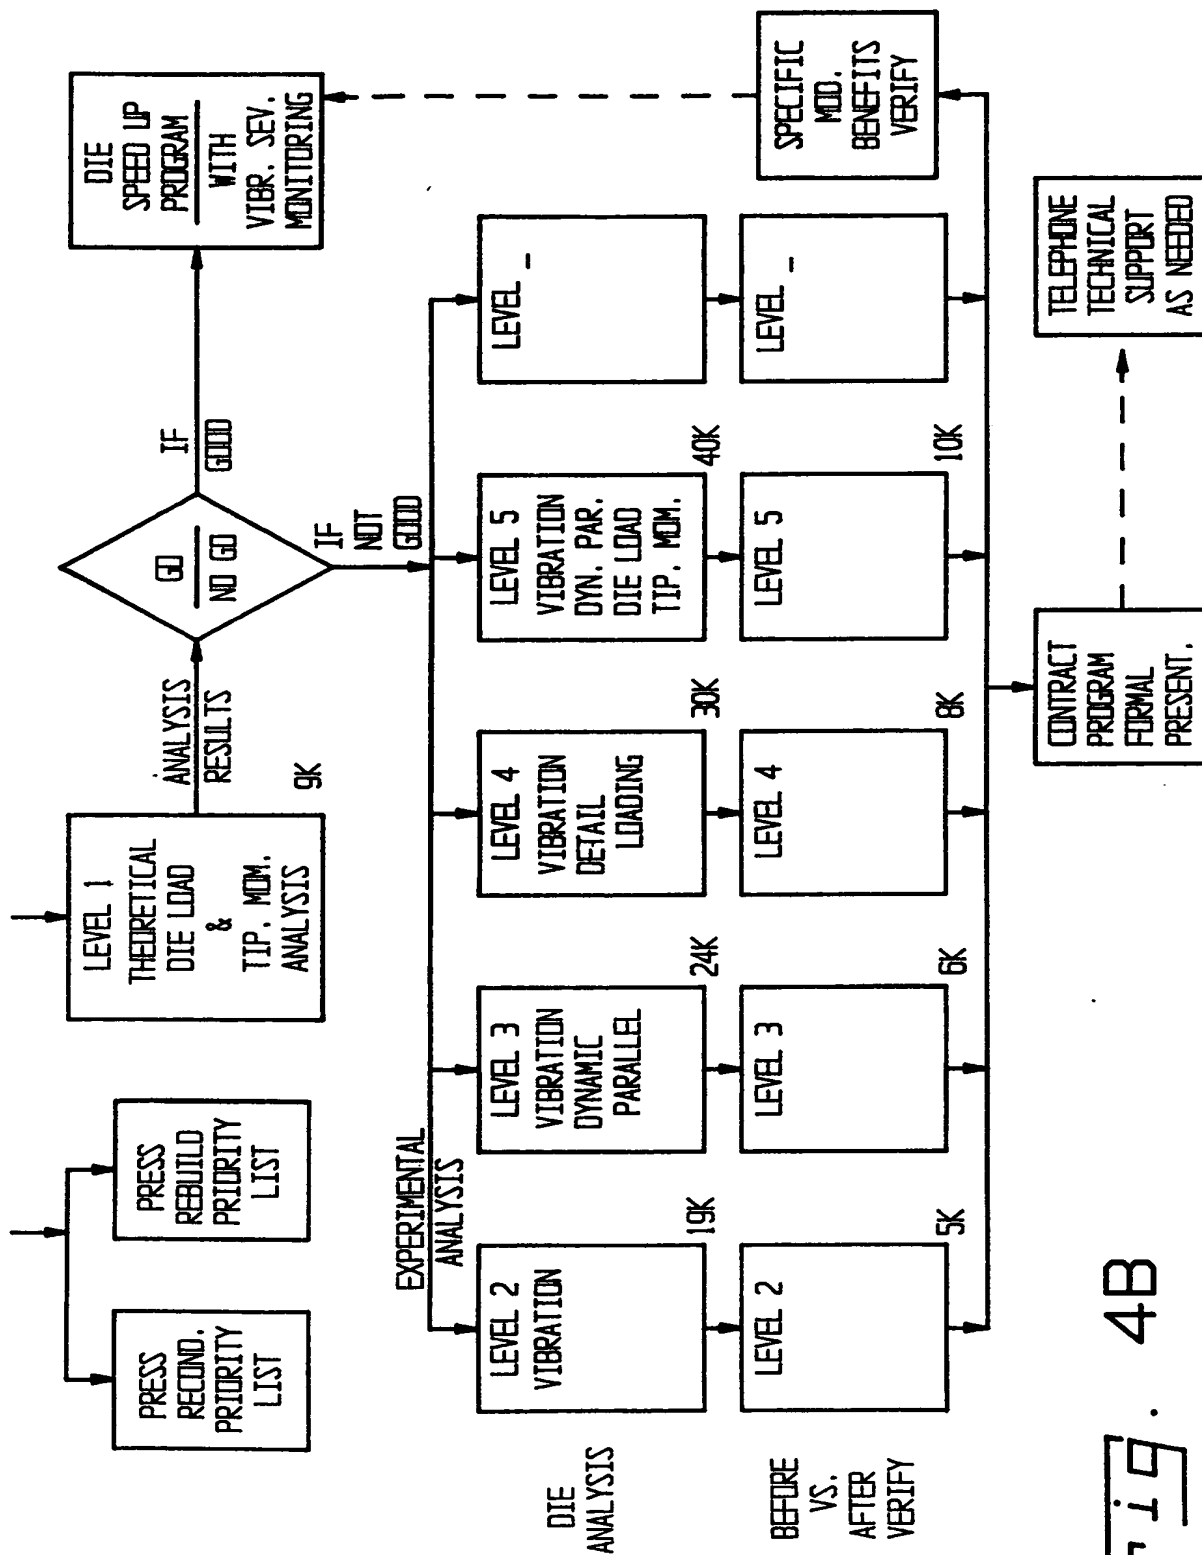 PRESS
RECOND.
PRIORITY
LIST
PRESS
REBUILD
PRIORITY
LIST
LEVEL 1
THEORETICAL
DIE LOAD
&
TIP. MOM.
ANALYSIS
9K
ANALYSIS
RESULTS
GO
NO GO
IF
GOOD
IF
NOT
GOOD
DIE
SPEED UP
PROGRAM
WITH
VIBR. SEV.
MONITORING
EXPERIMENTAL
ANALYSIS
DIE
ANALYSIS
LEVEL 2
VIBRATION
19K
LEVEL 3
VIBRATION
DYNAMIC
PARALLEL
24K
LEVEL 4
VIBRATION
DETAIL
LOADING
30K
LEVEL 5
VIBRATION
DYN. PAR.
DIE LOAD
TIP. MOM.
40K
LEVEL _
BEFORE
VS.
AFTER
VERIFY
LEVEL 2
5K
LEVEL 3
6K
LEVEL 4
8K
LEVEL 5
10K
LEVEL _
SPECIFIC
MOD.
BENEFITS
VERIFY
CONTRACT
PROGRAM
FORMAL
PRESENT.
TELEPHONE
TECHNICAL
SUPPORT
AS NEEDED
Fig. 4B